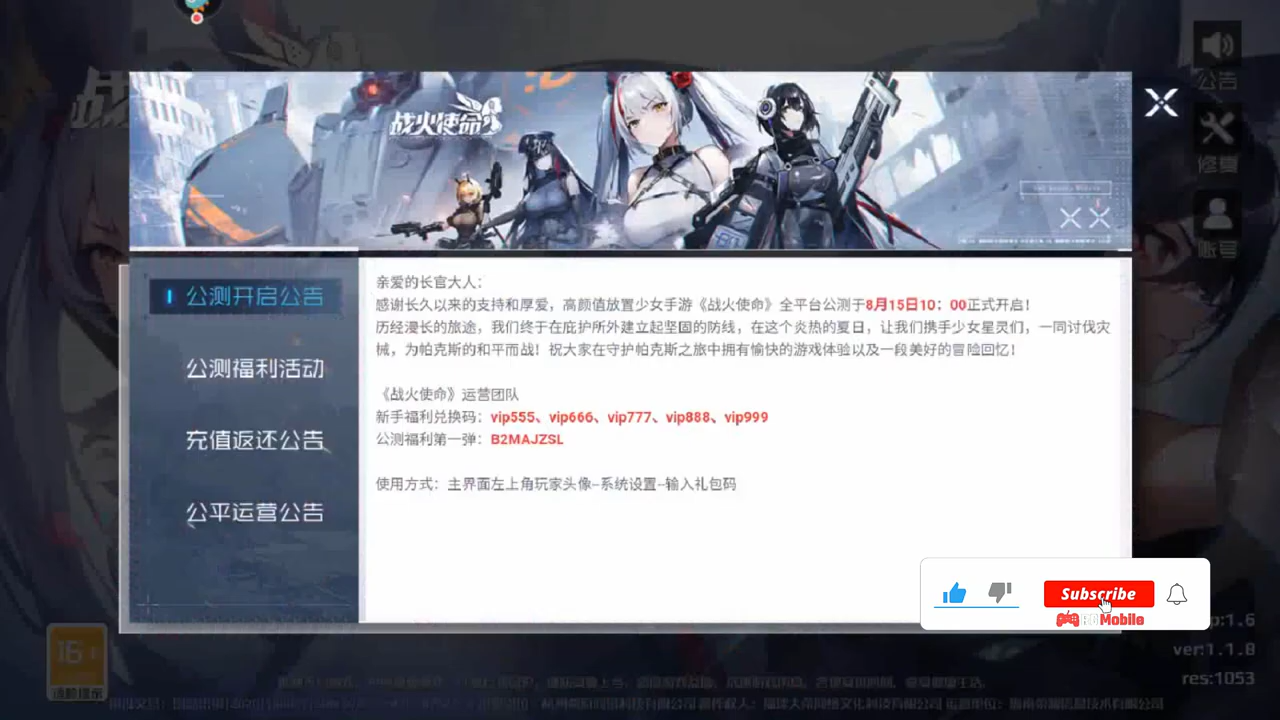 战火使命
公告
修复
账号
公测开启公告
公测福利活动
充值返还公告
公平运营公告
亲爱的长官大人：
感谢长久以来的支持和厚爱，高颜值放置少女手游《战火使命》全平台公测于8月15日10：00正式开启！
历经漫长的旅途，我们终于在庇护所外建立起坚固的防线，在这个炎热的夏日，让我们携手少女星灵们，一同讨伐灾
械，为帕克斯的和平而战！祝大家在守护帕克斯之旅中拥有愉快的游戏体验以及一段美好的冒险回忆！
《战火使命》运营团队
新手福利兑换码：vip555、vip666、vip777、vip888、vip999
公测福利第一弹：B2MAJZSL
使用方式：主界面左上角玩家头像--系统设置--输入礼包码
Subscribe
Mobile
16+
适龄提示
p:1.6
ver:1.1.8
res:1053